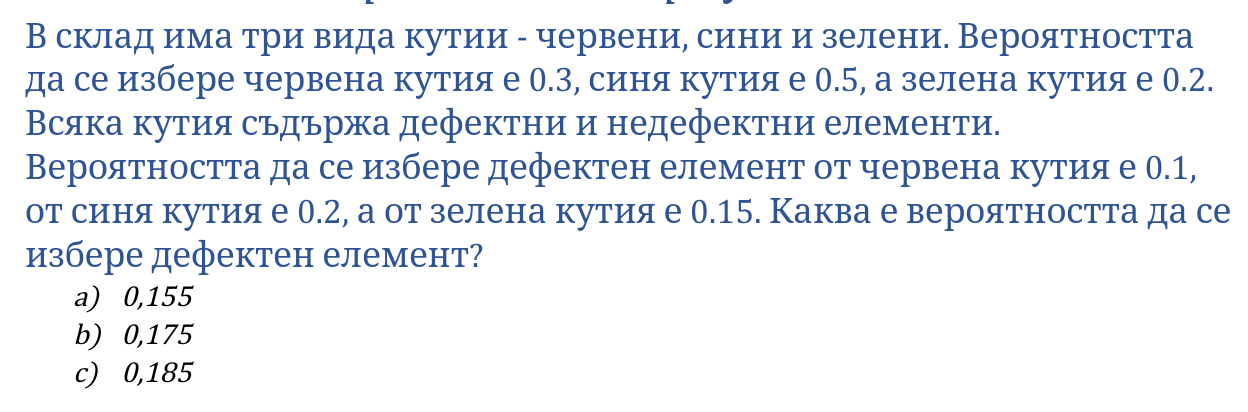 В склад има три вида кутии - червени, сини и зелени. Вероятността
да се избере червена кутия е 0.3, синя кутия е 0.5, а зелена кутия е 0.2.
Всяка кутия съдържа дефектни и недефектни елементи.
Вероятността да се избере дефектен елемент от червена кутия е 0.1,
от синя кутия е 0.2, а от зелена кутия е 0.15. Каква е вероятността да се
избере дефектен елемент?
a) 0,155
b) 0,175
c) 0,185